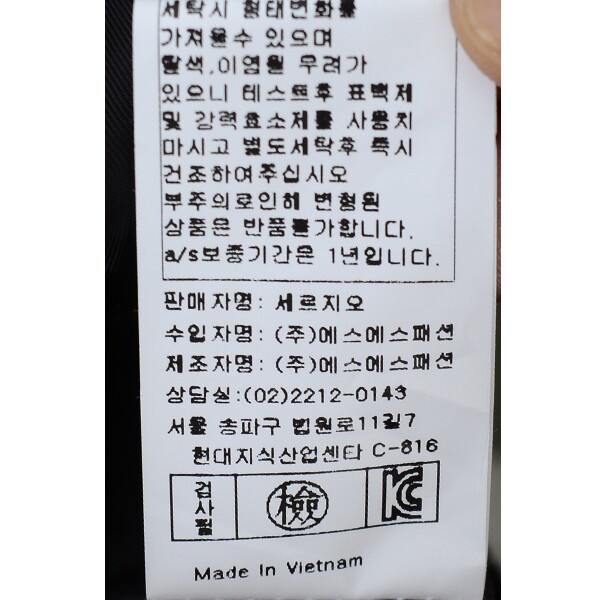 세탁시 형태변화를
가져올수 있으며
탈색,이염될 우려가
있으니 테스트후 표백제
및 강력효소제를 사용치
마시고 별도세탁후 즉시
건조하여주십시오
부주의로인해 변형된
상품은 반품불가합니다.
a/s보증기간은 1년입니다.
판매자명: 세르지오
수입자명: (주)에스에스패션
제조자명: (주)에스에스패션
상담실:(02)2212-0143
서울 송파구 법원로11길7
현대지식산업센타 C-816
검사필 檢 KC
Made In Vietnam